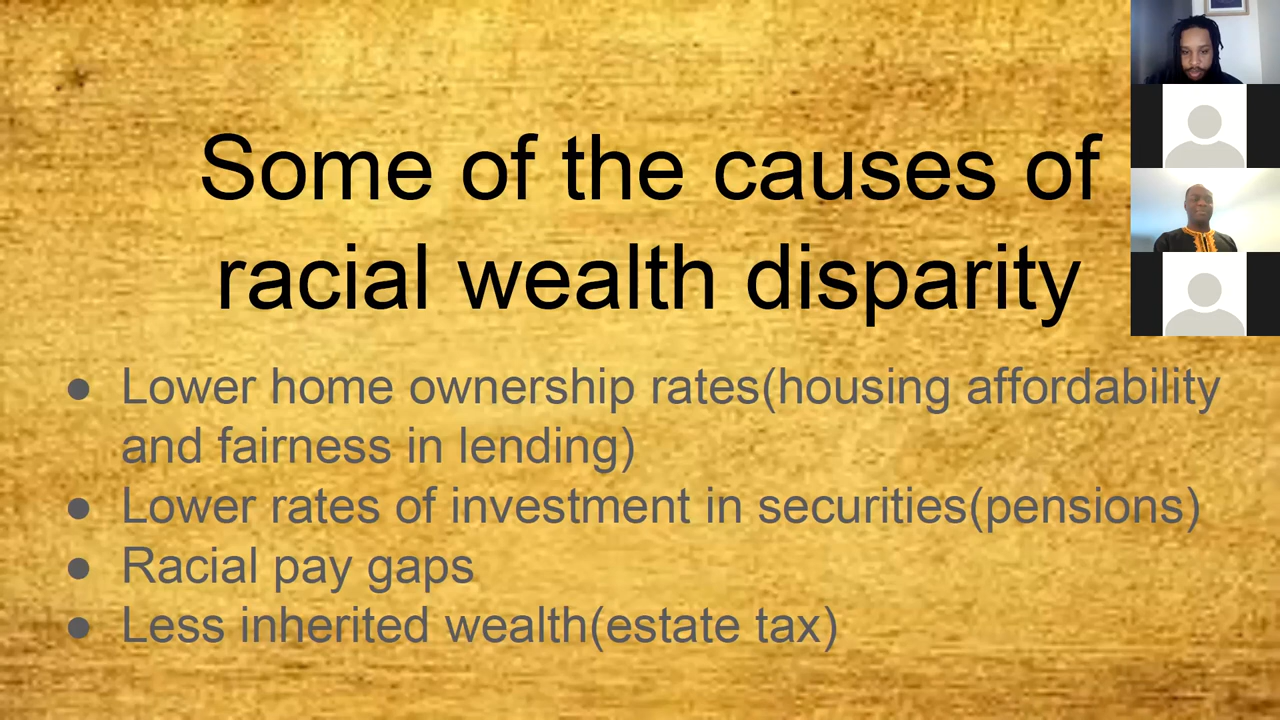 Some of the causes of
racial wealth disparity
● Lower home ownership rates(housing affordability
and fairness in lending)
● Lower rates of investment in securities(pensions)
● Racial pay gaps
● Less inherited wealth(estate tax)